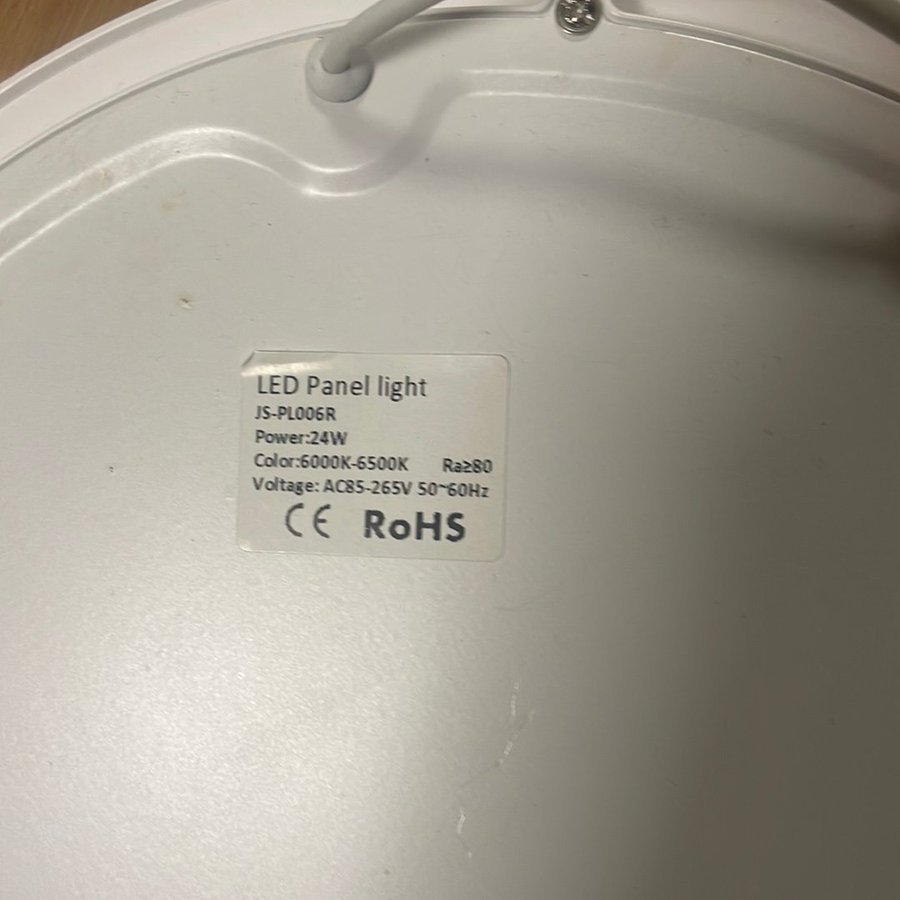 LED Panel light
JS-PL006R
Power:24W
Color:6000K-6500K Ra≥80
Voltage: AC85-265V 50~60Hz
CE RoHS